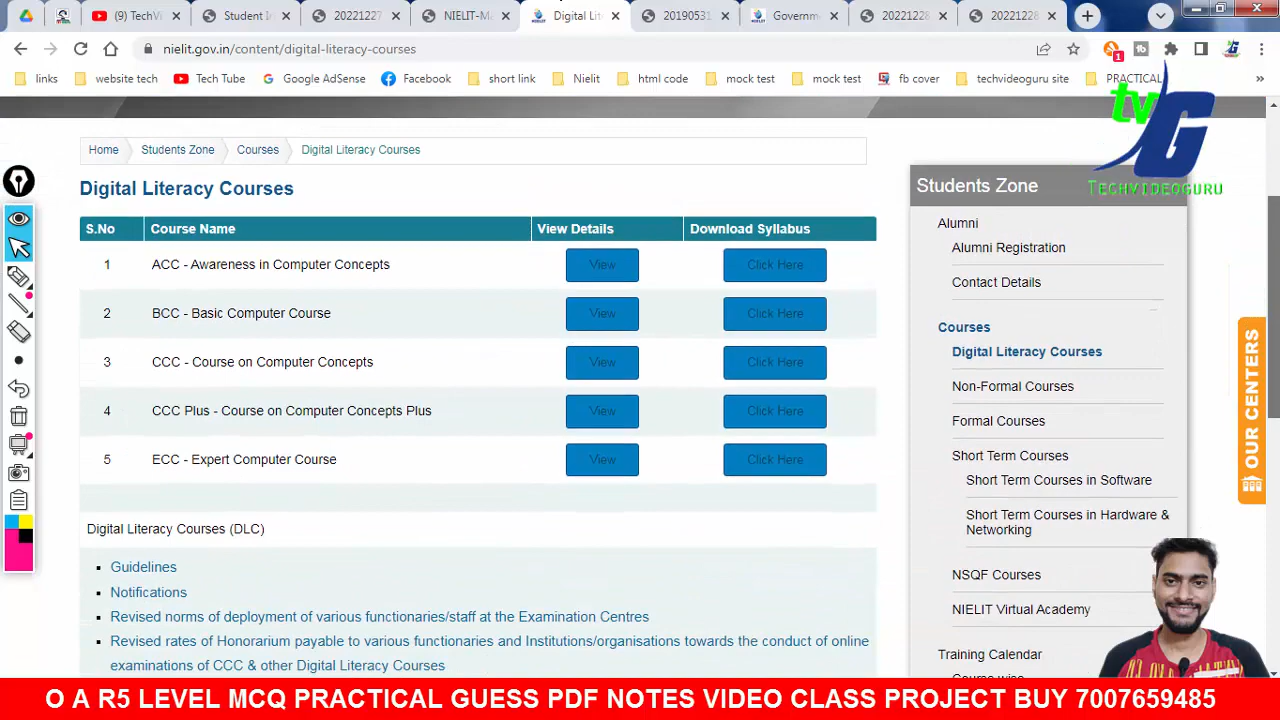 (9) TechVi
Student In
20221227
NIELIT-Ma
Digital Lit
20190531
Governme
20221228
20221228
nielit.gov.in/content/digital-literacy-courses
1
links
website tech
Tech Tube
Google AdSense
Facebook
short link
Nielit
html code
mock test
mock test
fb cover
techvideoguru site
PRACTICAL
»
tvG
TECHVIDEOGURU
Home
Students Zone
Courses
Digital Literacy Courses
Digital Literacy Courses
S.No Course Name View Details Download Syllabus
1 ACC - Awareness in Computer Concepts View Click Here
2 BCC - Basic Computer Course View Click Here
3 CCC - Course on Computer Concepts View Click Here
4 CCC Plus - Course on Computer Concepts Plus View Click Here
5 ECC - Expert Computer Course View Click Here
Digital Literacy Courses (DLC)
Guidelines
Notifications
Revised norms of deployment of various functionaries/staff at the Examination Centres
Revised rates of Honorarium payable to various functionaries and Institutions/organisations towards the conduct of online
examinations of CCC & other Digital Literacy Courses
Students Zone
Alumni
Alumni Registration
Contact Details
Courses
Digital Literacy Courses
Non-Formal Courses
Formal Courses
Short Term Courses
Short Term Courses in Software
Short Term Courses in Hardware &
Networking
NSQF Courses
NIELIT Virtual Academy
Training Calendar
OUR CENTERS
O A R5 LEVEL MCQ PRACTICAL GUESS PDF NOTES VIDEO CLASS PROJECT BUY 7007659485